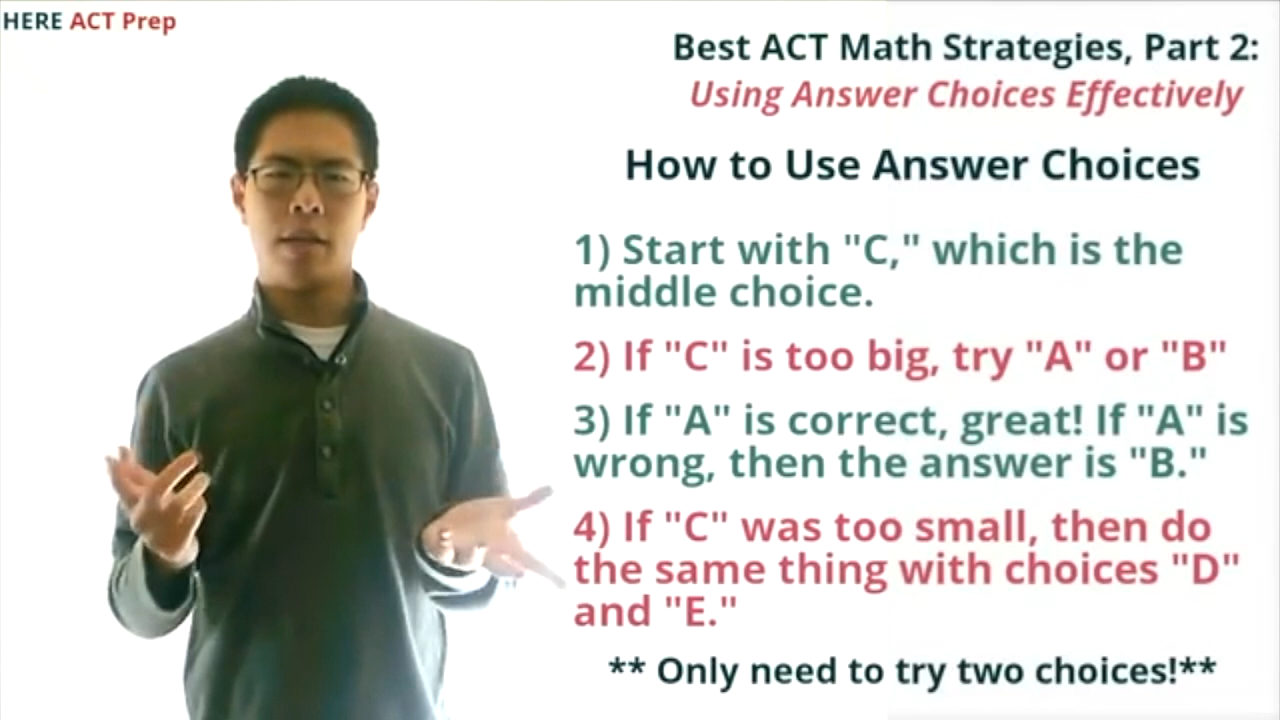 HERE ACT Prep
Best ACT Math Strategies, Part 2:
Using Answer Choices Effectively
How to Use Answer Choices
1) Start with "C," which is the
middle choice.
2) If "C" is too big, try "A" or "B"
3) If "A" is correct, great! If "A" is
wrong, then the answer is "B."
4) If "C" was too small, then do
the same thing with choices "D"
and "E."
** Only need to try two choices!**